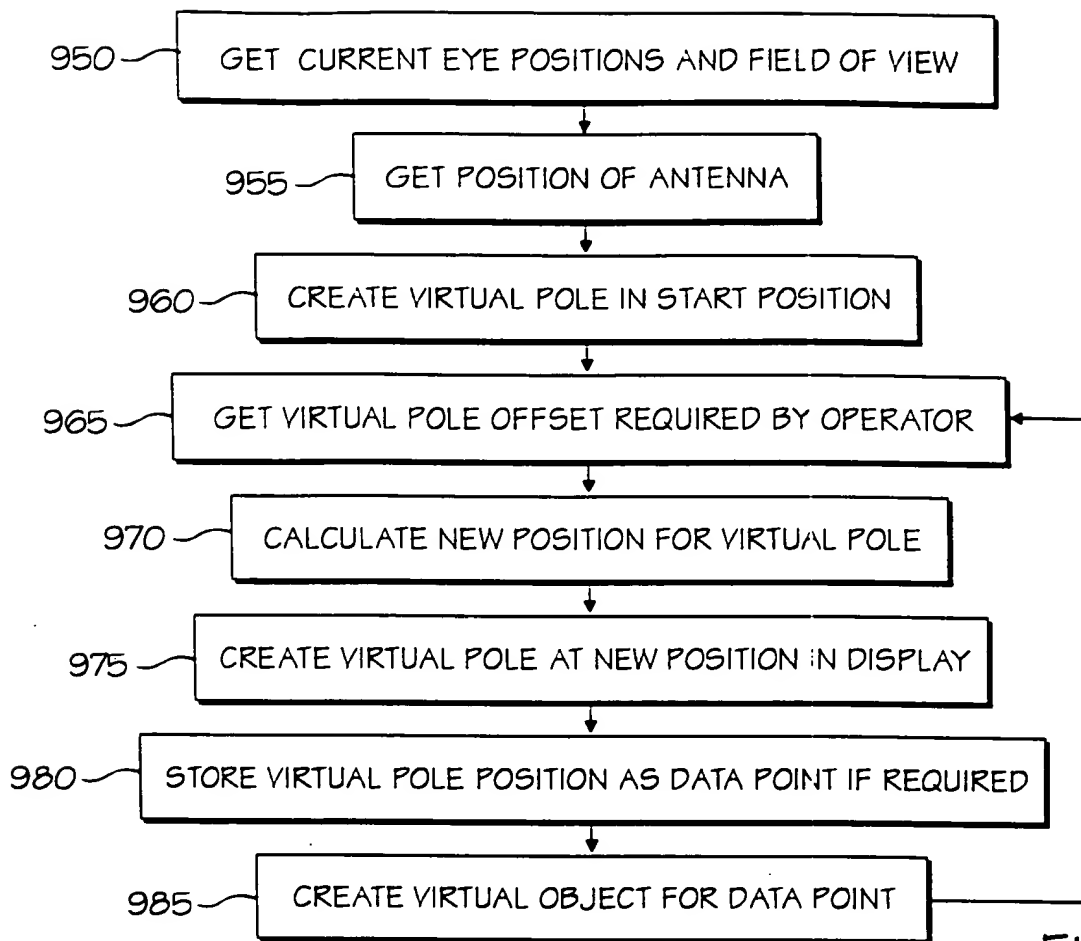 950 GET CURRENT EYE POSITIONS AND FIELD OF VIEW
955 GET POSITION OF ANTENNA
960 CREATE VIRTUAL POLE IN START POSITION
965 GET VIRTUAL POLE OFFSET REQUIRED BY OPERATOR
970 CALCULATE NEW POSITION FOR VIRTUAL POLE
975 CREATE VIRTUAL POLE AT NEW POSITION IN DISPLAY
980 STORE VIRTUAL POLE POSITION AS DATA POINT IF REQUIRED
985 CREATE VIRTUAL OBJECT FOR DATA POINT